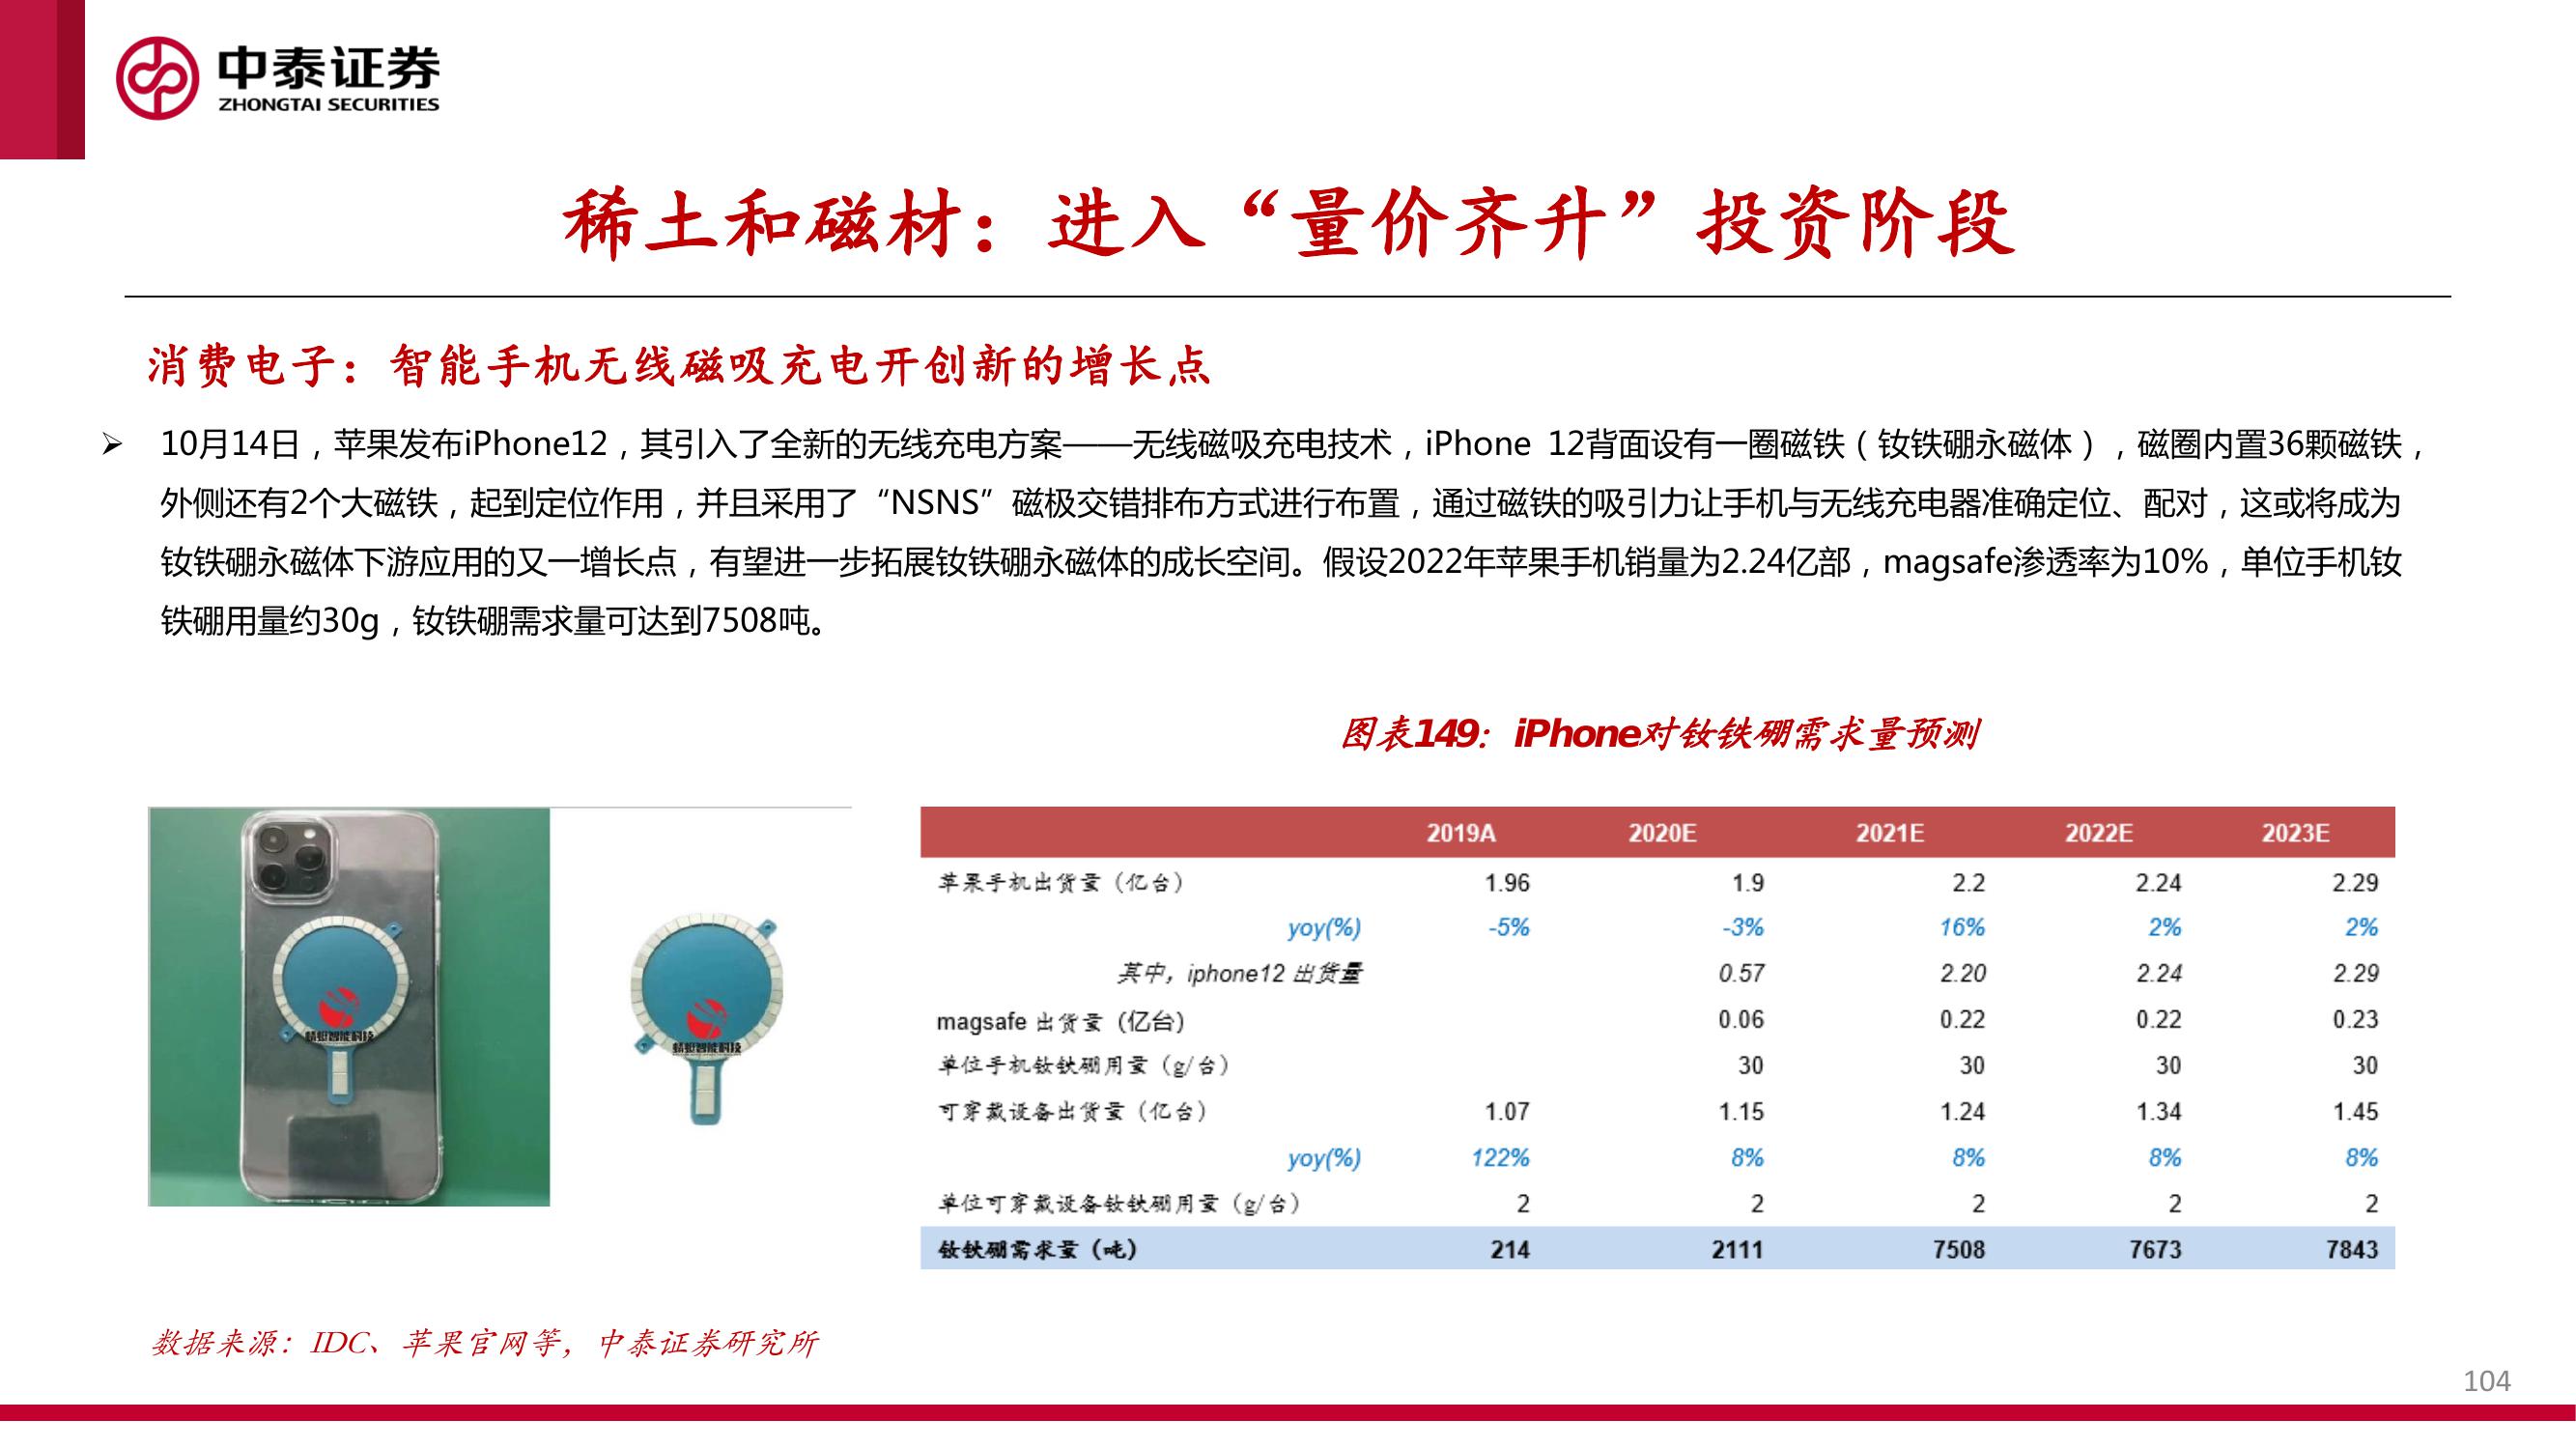 中泰证券
ZHONGTAI SECURITIES
稀土和磁材：进入“量价齐升”投资阶段
消费电子：智能手机无线磁吸充电开创新的增长点
➢ 10月14日，苹果发布iPhone12，其引入了全新的无线充电方案——无线磁吸充电技术，iPhone 12背面设有一圈磁铁（钕铁硼永磁体），磁圈内置36颗磁铁，
外侧还有2个大磁铁，起到定位作用，并且采用了“NSNS”磁极交错排布方式进行布置，通过磁铁的吸引力让手机与无线充电器准确定位、配对，这或将成为
钕铁硼永磁体下游应用的又一增长点，有望进一步拓展钕铁硼永磁体的成长空间。假设2022年苹果手机销量为2.24亿部，magsafe渗透率为10%，单位手机钕
铁硼用量约30g，钕铁硼需求量可达到7508吨。
图表149：iPhone对钕铁硼需求量预测
蜻蜓智能科技
蜻蜓智能科技
2019A 2020E 2021E 2022E 2023E
苹果手机出货量（亿台） 1.96 1.9 2.2 2.24 2.29
yoy(%) -5% -3% 16% 2% 2%
其中，iphone12 出货量 0.57 2.20 2.24 2.29
magsafe 出货量（亿台） 0.06 0.22 0.22 0.23
单位手机钕铁硼用量（g/台） 30 30 30 30
可穿戴设备出货量（亿台） 1.07 1.15 1.24 1.34 1.45
yoy(%) 122% 8% 8% 8% 8%
单位可穿戴设备钕铁硼用量（g/台） 2 2 2 2 2
钕铁硼需求量（吨） 214 2111 7508 7673 7843
数据来源：IDC、苹果官网等，中泰证券研究所
104